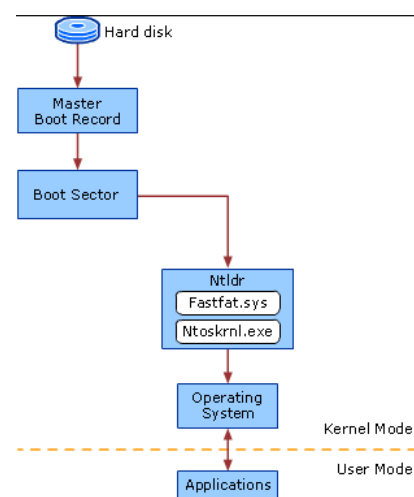 Hard disk
Master
Boot Record
Boot Sector
Ntldr
Fastfat.sys
Ntoskrnl.exe
Operating
System
Kernel Mode
User Mode
Applications